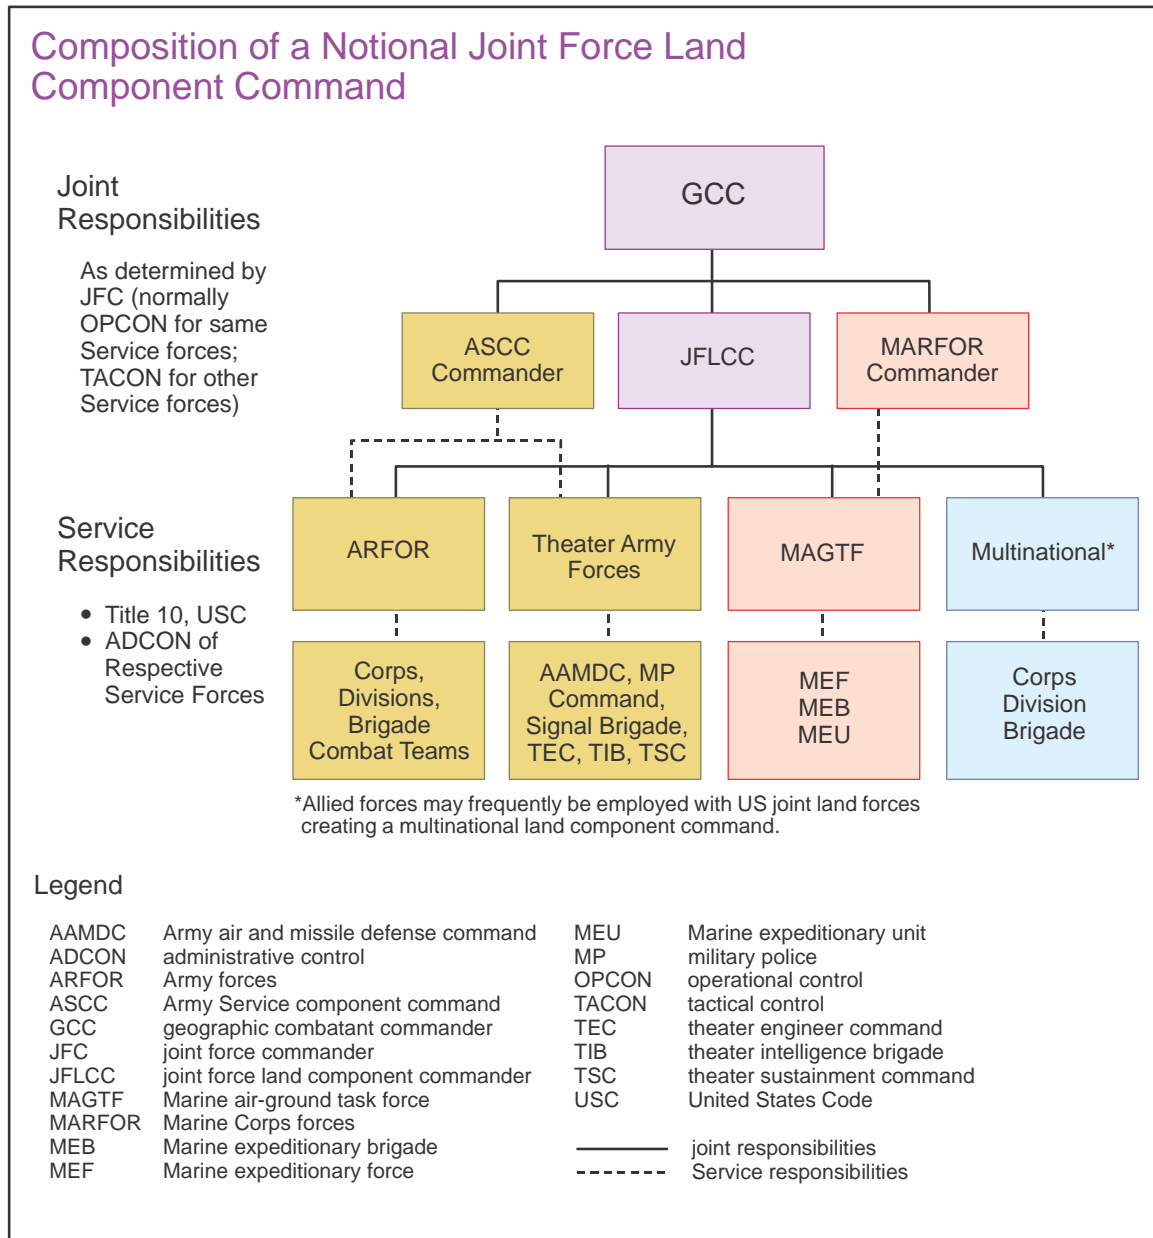 Composition of a Notional Joint Force Land
Component Command
Joint
Responsibilities
As determined by
JFC (normally
OPCON for same
Service forces;
TACON for other
Service forces)
GCC
ASCC
Commander
JFLCC
MARFOR
Commander
Service
Responsibilities
• Title 10, USC
• ADCON of
Respective
Service Forces
ARFOR
Theater Army
Forces
MAGTF
Multinational*
Corps,
Divisions,
Brigade
Combat Teams
AAMDC, MP
Command,
Signal Brigade,
TEC, TIB, TSC
MEF
MEB
MEU
Corps
Division
Brigade
*Allied forces may frequently be employed with US joint land forces
creating a multinational land component command.
Legend
AAMDC Army air and missile defense command
ADCON administrative control
ARFOR Army forces
ASCC Army Service component command
GCC geographic combatant commander
JFC joint force commander
JFLCC joint force land component commander
MAGTF Marine air-ground task force
MARFOR Marine Corps forces
MEB Marine expeditionary brigade
MEF Marine expeditionary force
MEU Marine expeditionary unit
MP military police
OPCON operational control
TACON tactical control
TEC theater engineer command
TIB theater intelligence brigade
TSC theater sustainment command
USC United States Code
joint responsibilities
Service responsibilities